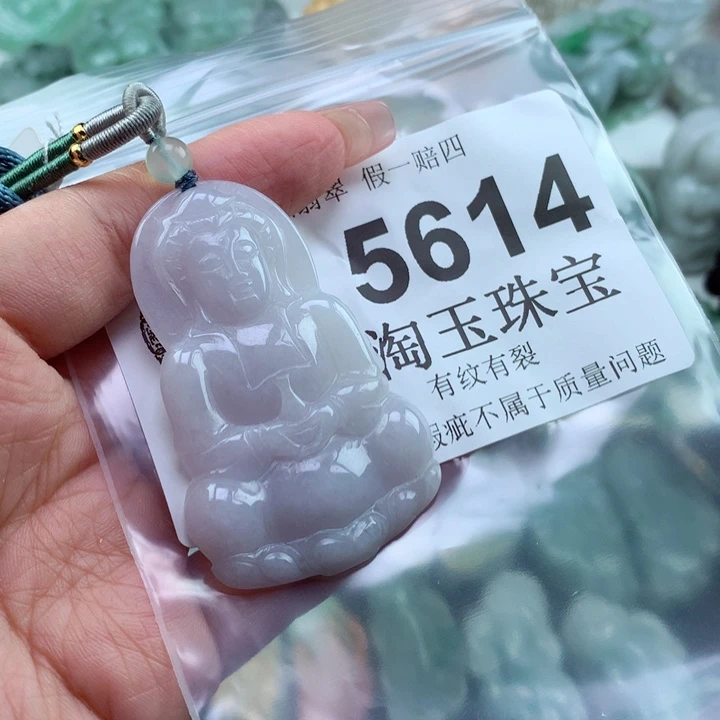 翡翠 假一赔四
5614
淘玉珠宝
有纹有裂
瑕疵不属于质量问题